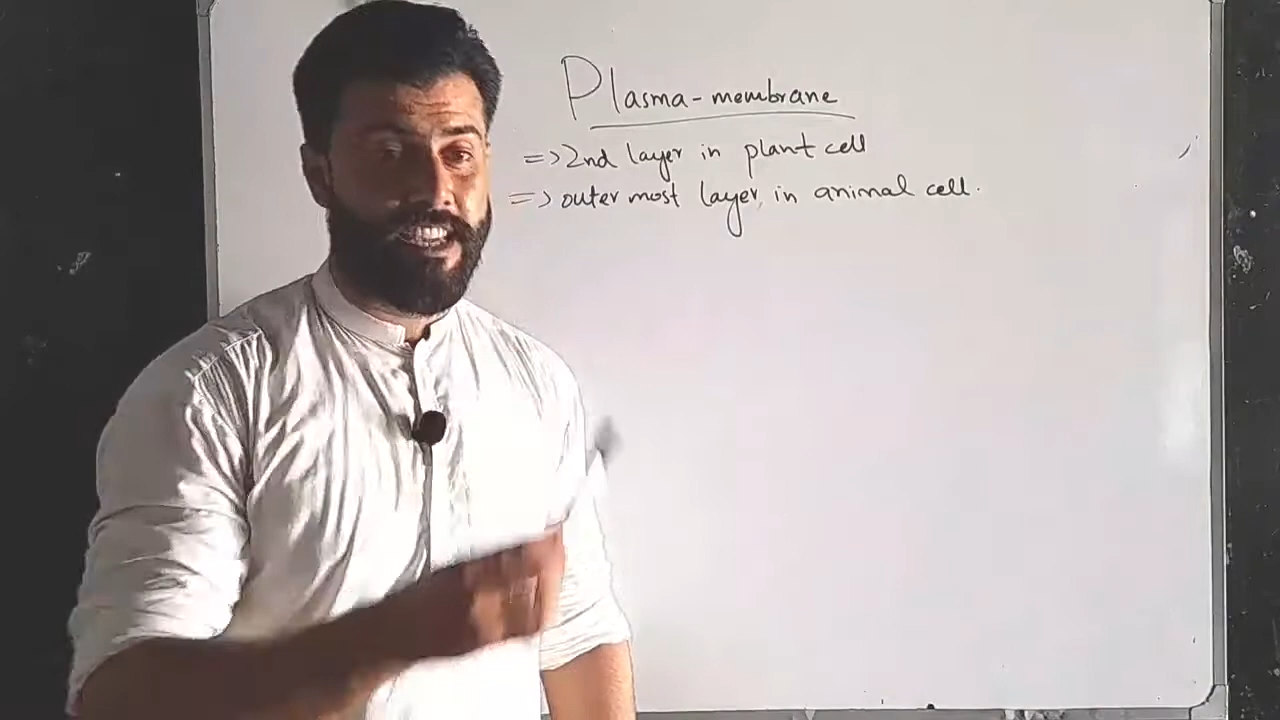 Plasma-membrane
=> 2nd layer in plant cell
=> outer most layer in animal cell.